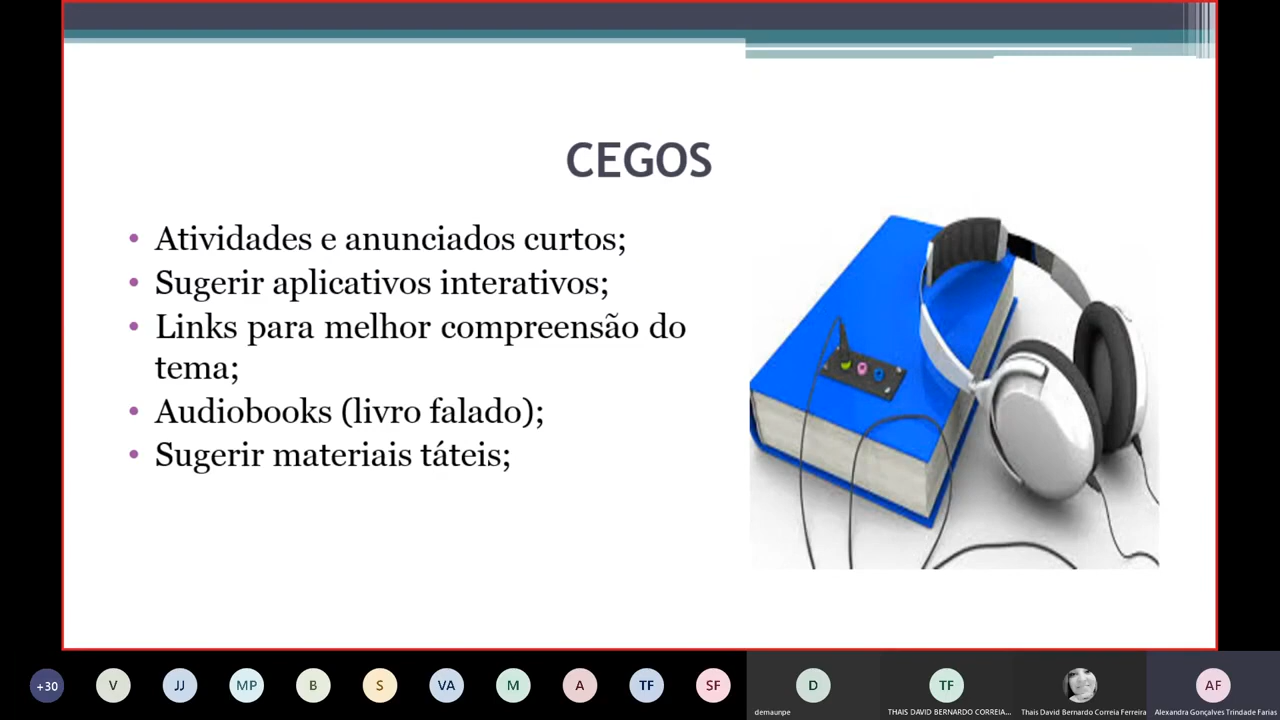 CEGOS
• Atividades e anunciados curtos;
• Sugerir aplicativos interativos;
• Links para melhor compreensão do
tema;
• Audiobooks (livro falado);
• Sugerir materiais táteis;
+30 V JJ MP B S VA M A TF SF D TF AF
demaunpe THAIS DAVID BERNARDO CORREIA... Thais David Bernardo Correia Ferreira Alexandra Gonçalves Trindade Farias